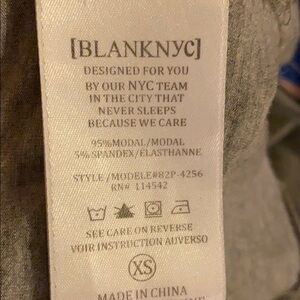 [BLANKNYC]
DESIGNED FOR YOU
BY OUR NYC TEAM
IN THE CITY THAT
NEVER SLEEPS
BECAUSE WE CARE
95%MODAL/MODAL
5%SPANDEX/ELASTHANNE
STYLE/MODELE#82P-4256
RN# 114542
SEE CARE ON REVERSE
VOIR INSTRUCTION AUVERSO
XS
MADE IN CHINA